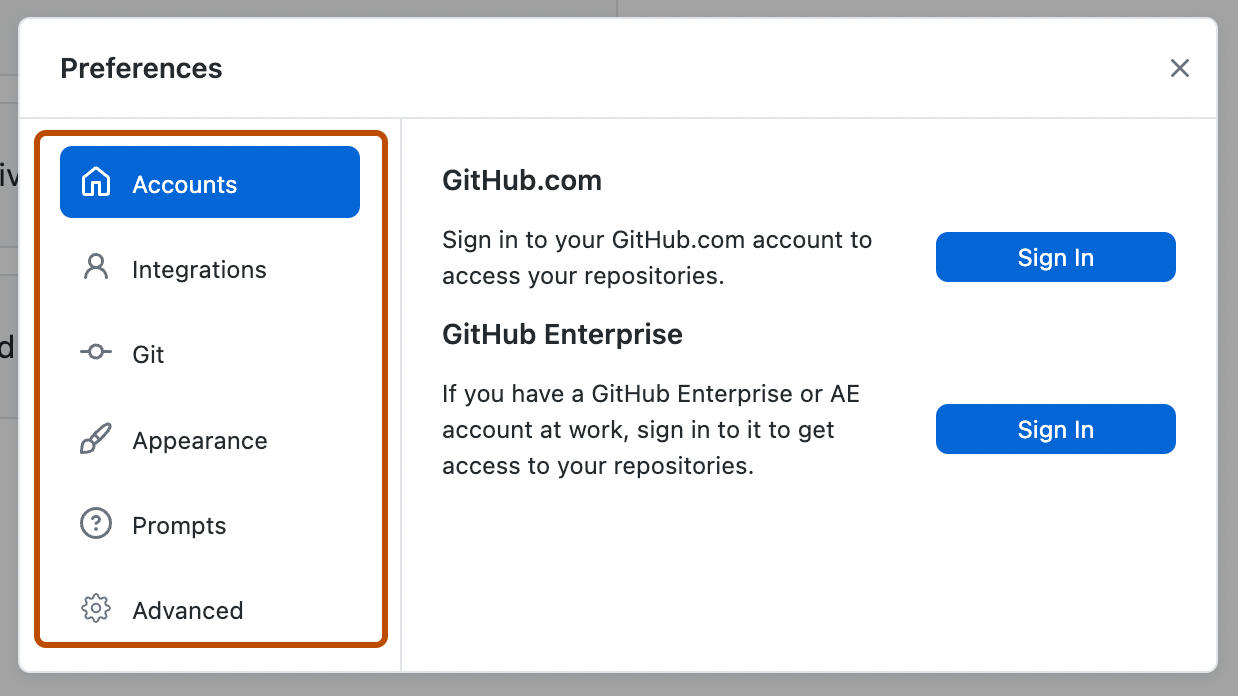 Preferences
Accounts
Integrations
Git
Appearance
Prompts
Advanced
GitHub.com
Sign in to your GitHub.com account to
access your repositories.
Sign In
GitHub Enterprise
If you have a GitHub Enterprise or AE
account at work, sign in to it to get
access to your repositories.
Sign In